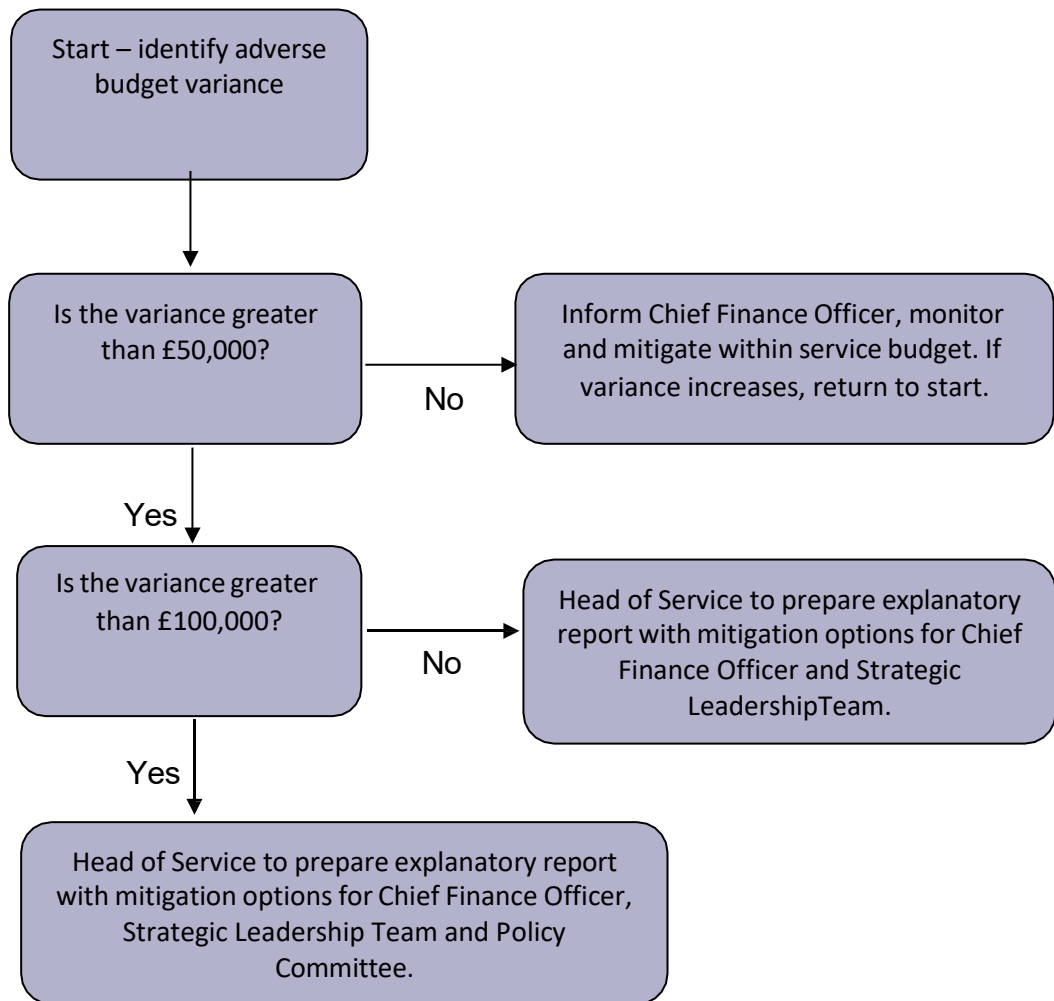 Start – identify adverse
budget variance
Is the variance greater
than £50,000?
No
Inform Chief Finance Officer, monitor
and mitigate within service budget. If
variance increases, return to start.
Yes
Is the variance greater
than £100,000?
No
Head of Service to prepare explanatory
report with mitigation options for Chief
Finance Officer and Strategic
LeadershipTeam.
Yes
Head of Service to prepare explanatory report
with mitigation options for Chief Finance Officer,
Strategic Leadership Team and Policy
Committee.